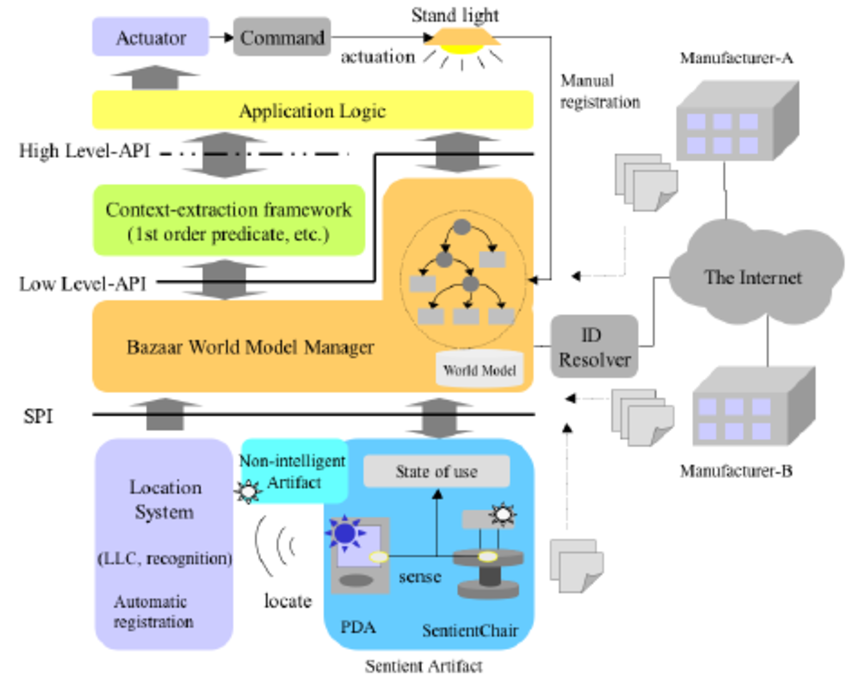 Stand light
Actuator
Command
actuation
Manual
registration
Manufacturer-A
Application Logic
High Level-API
Context-extraction framework
(1st order predicate, etc.)
Low Level-API
The Internet
Bazaar World Model Manager
World Model
ID
Resolver
SPI
Manufacturer-B
Non-intelligent
Artifact
State of use
Location
System
(LLC, recognition)
Automatic
registration
locate
sense
PDA
SentientChair
Sentient Artifact